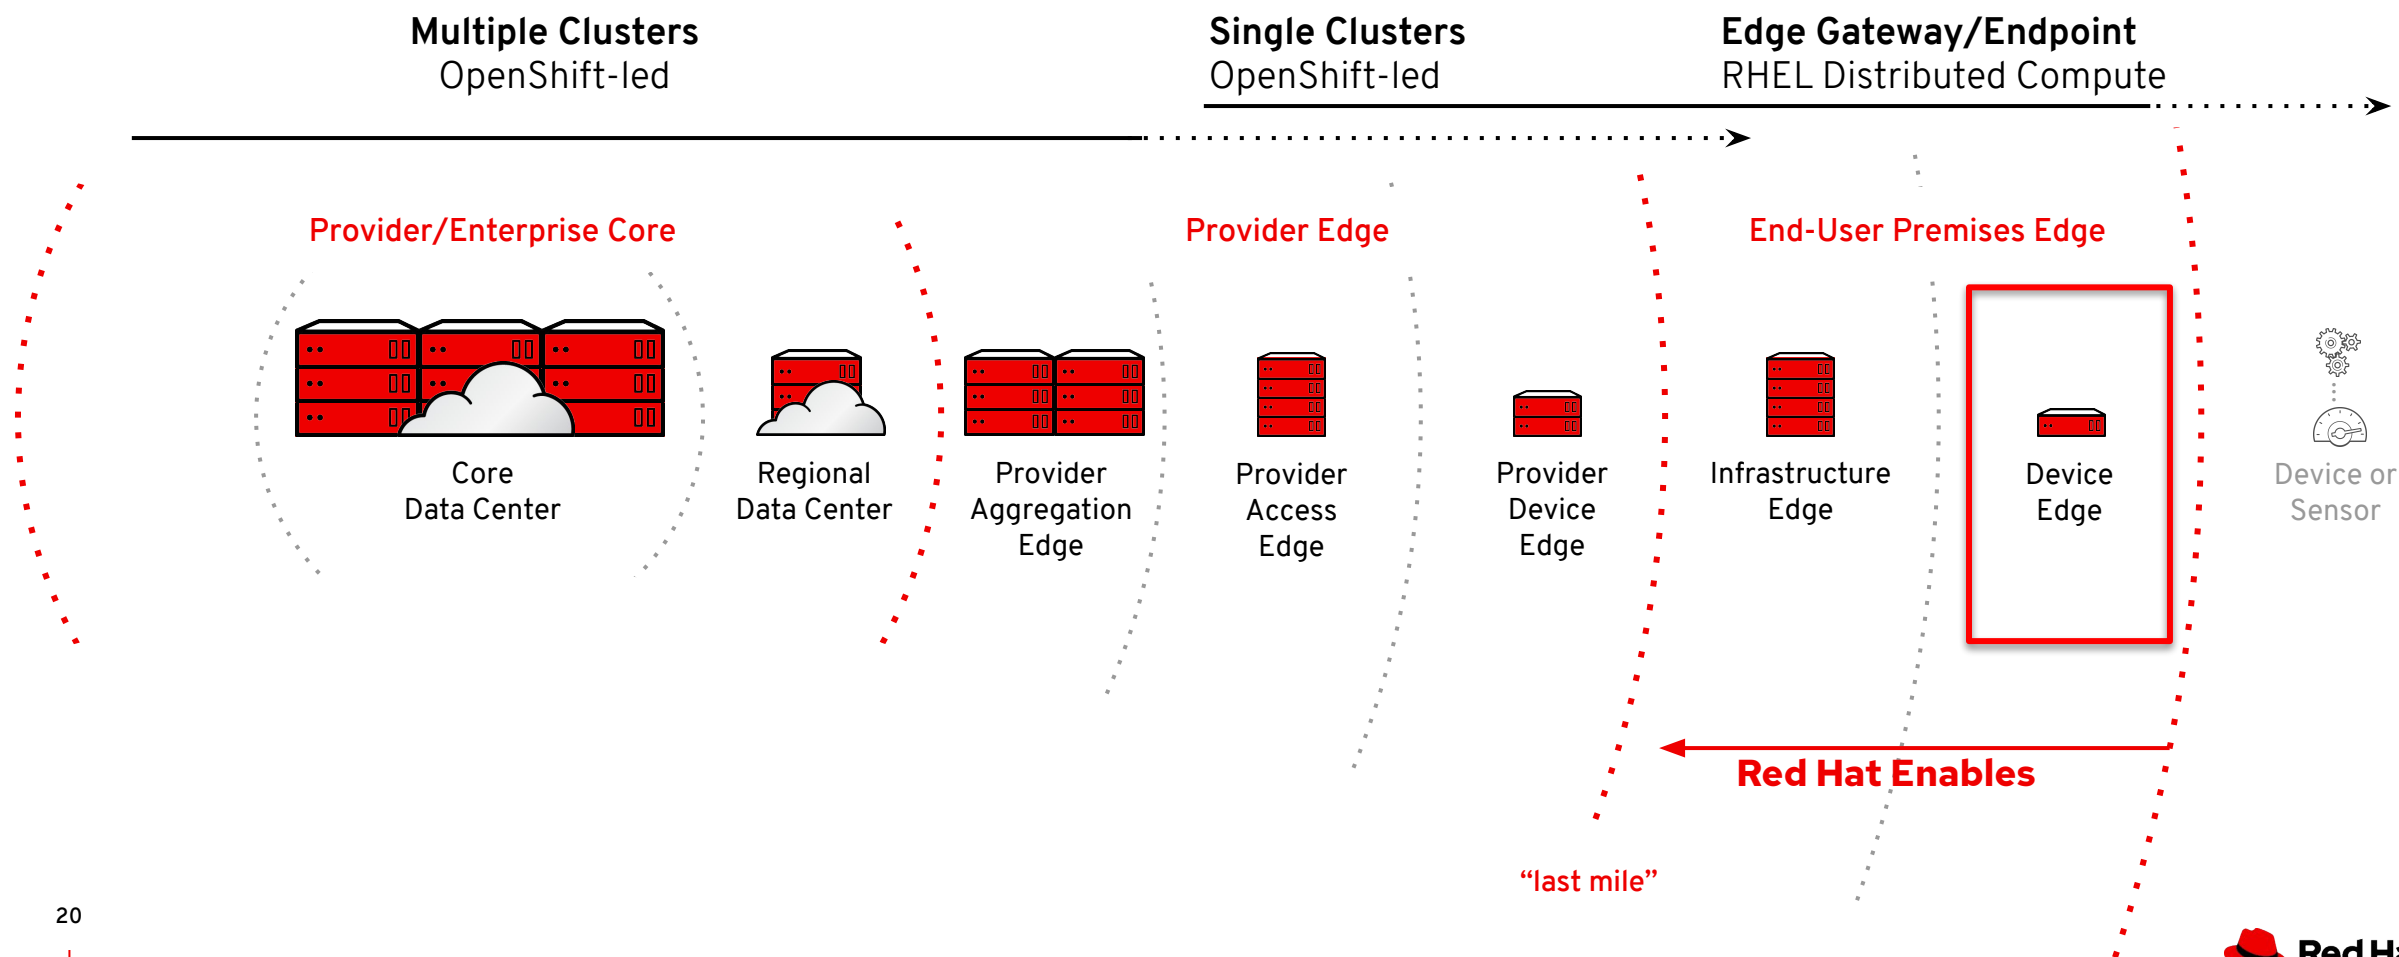 Multiple Clusters
OpenShift-led
Single Clusters
OpenShift-led
Edge Gateway/Endpoint
RHEL Distributed Compute
Provider/Enterprise Core
Provider Edge
End-User Premises Edge
Core
Data Center
Regional
Data Center
Provider
Aggregation
Edge
Provider
Access
Edge
Provider
Device
Edge
Infrastructure
Edge
Device
Edge
Device or
Sensor
Red Hat Enables
“last mile”
20
Red Ha